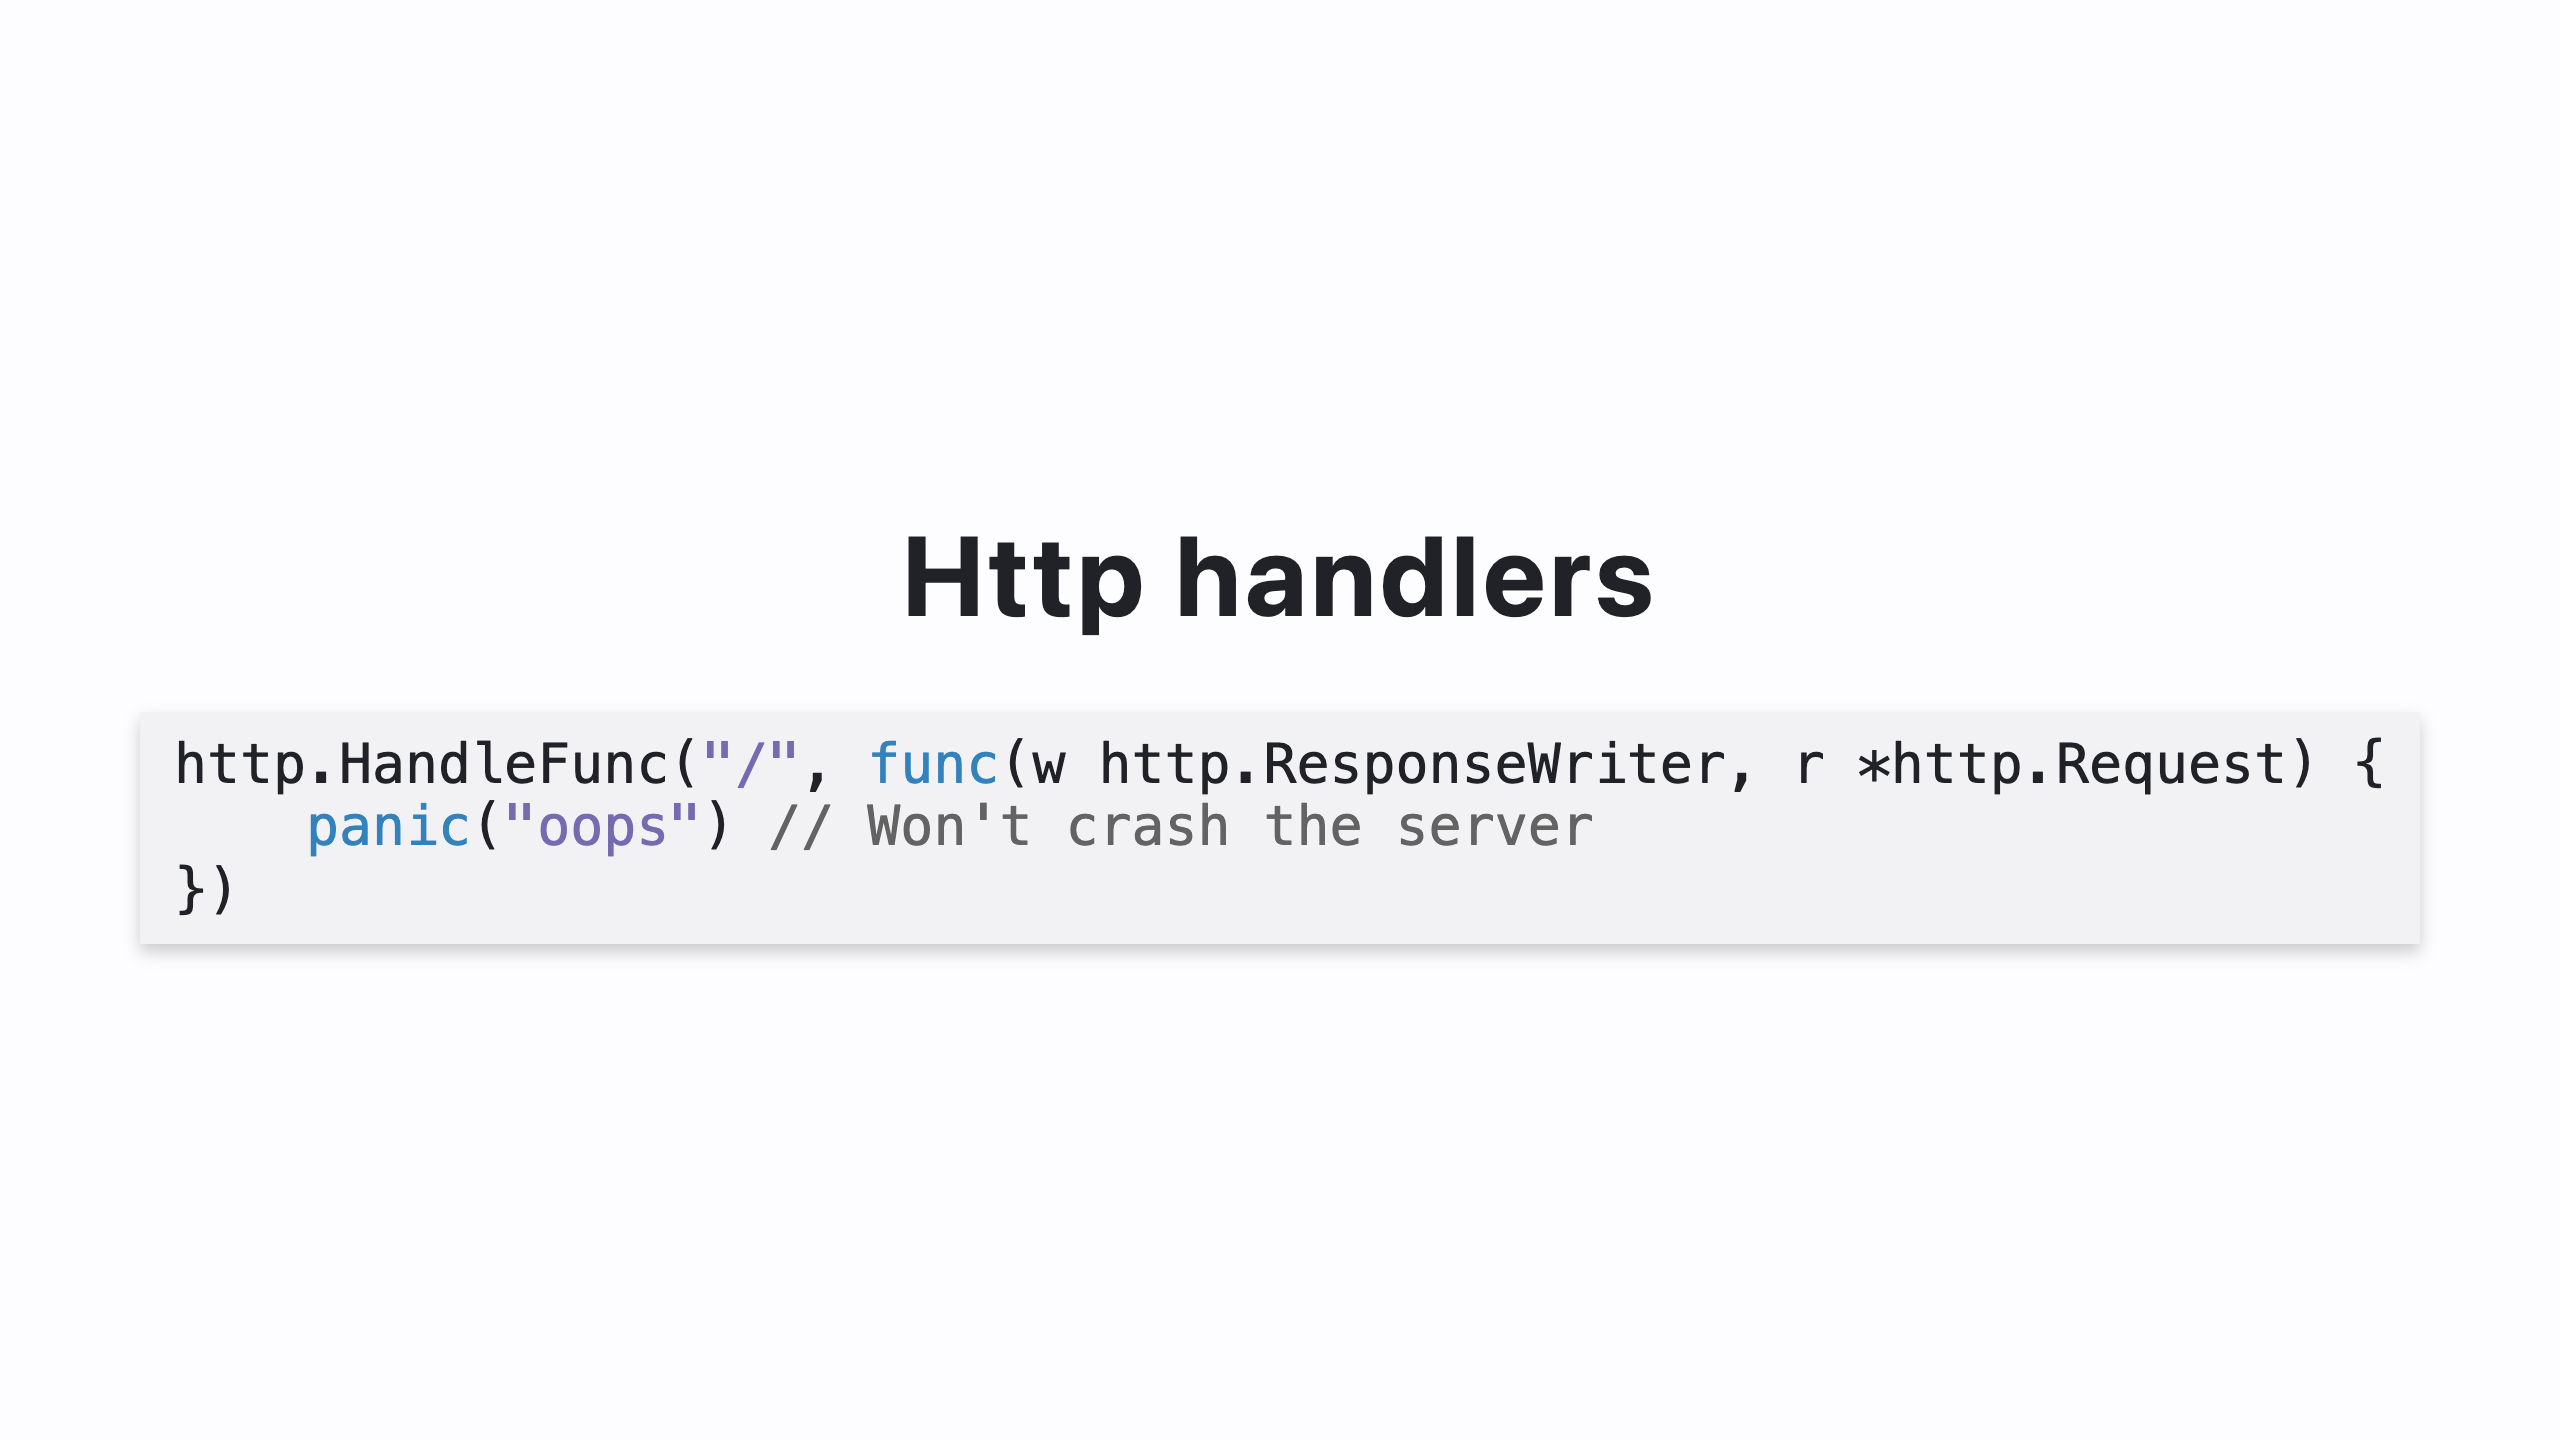 Http handlers
http.HandleFunc("/", func(w http.ResponseWriter, r *http.Request) {
    panic("oops") // Won't crash the server
})